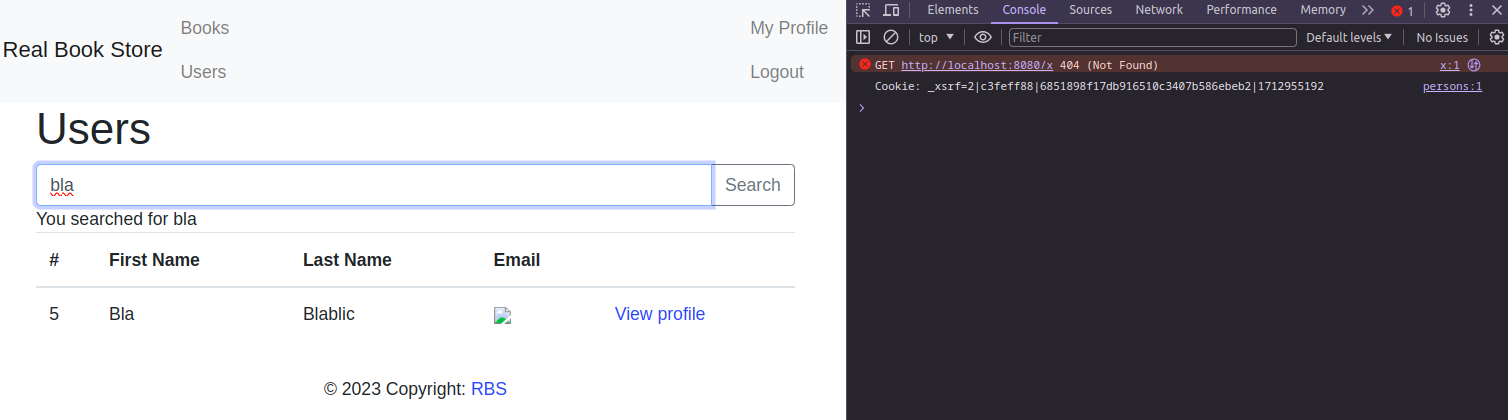 Real Book Store
Books
Users
My Profile
Logout
Users
bla
Search
You searched for bla
# First Name Last Name Email
5 Bla Blablic View profile
© 2023 Copyright: RBS
Elements Console Sources Network Performance Memory 1
top Filter Default levels No Issues
GET http://localhost:8080/x 404 (Not Found) x:1
Cookie: _xsrf=2|c3feff88|6851898f17db916510c3407b586ebeb2|1712955192 persons:1